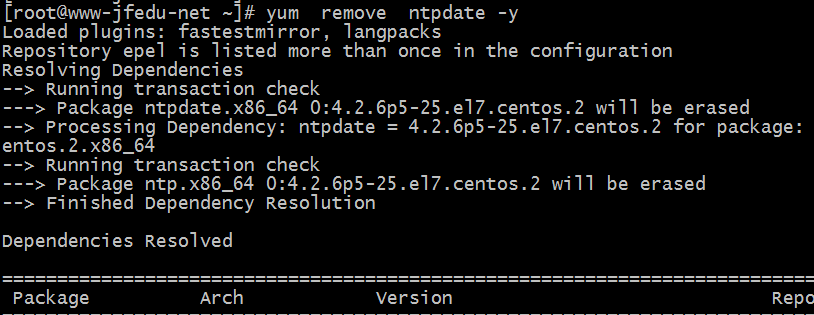 [root@www-jfedu-net ~]# yum  remove  ntpdate -y
Loaded plugins: fastestmirror, langpacks
Repository epel is listed more than once in the configuration
Resolving Dependencies
--> Running transaction check
---> Package ntpdate.x86_64 0:4.2.6p5-25.el7.centos.2 will be erased
--> Processing Dependency: ntpdate = 4.2.6p5-25.el7.centos.2 for package:
entos.2.x86_64
--> Running transaction check
---> Package ntp.x86_64 0:4.2.6p5-25.el7.centos.2 will be erased
--> Finished Dependency Resolution
Dependencies Resolved
================================================================================
Package          Arch            Version                             Repo